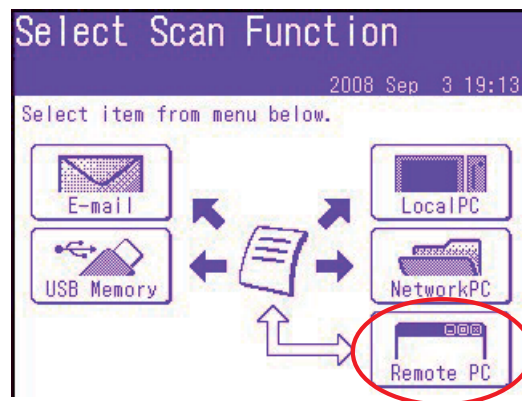 Select Scan Function
2008 Sep 3 19:13
Select item from menu below.
E-mail
LocalPC
USB Memory
NetworkPC
Remote PC